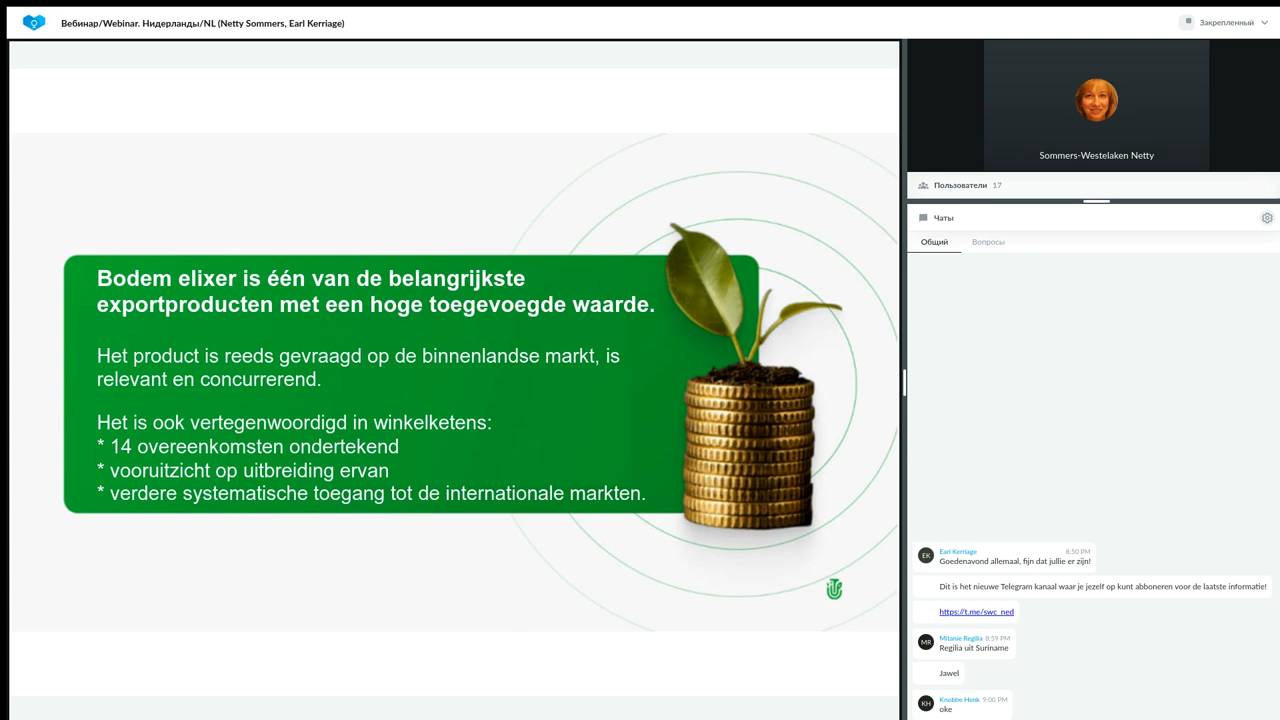 Вебинар/Webinar. Нидерланды/NL (Netty Sommers, Earl Kerriage)
Закрепленный
Bodem elixer is één van de belangrijkste
exportproducten met een hoge toegevoegde waarde.
Het product is reeds gevraagd op de binnenlandse markt, is
relevant en concurrerend.
Het is ook vertegenwoordigd in winkelketens:
* 14 overeenkomsten ondertekend
* vooruitzicht op uitbreiding ervan
* verdere systematische toegang tot de internationale markten.
Sommers-Westelaken Netty
Пользователи 17
Чаты
Общий Вопросы
EK Earl Kerriage 8:50 PM
Goedenavond allemaal, fijn dat jullie er zijn!
Dit is het nieuwe Telegram kanaal waar je jezelf op kunt abboneren voor de laatste informatie!
https://t.me/swc_ned
MR Mitanie Regilia 8:59 PM
Regilia uit Suriname
Jawel
KH Knobbe Henk 9:00 PM
oke